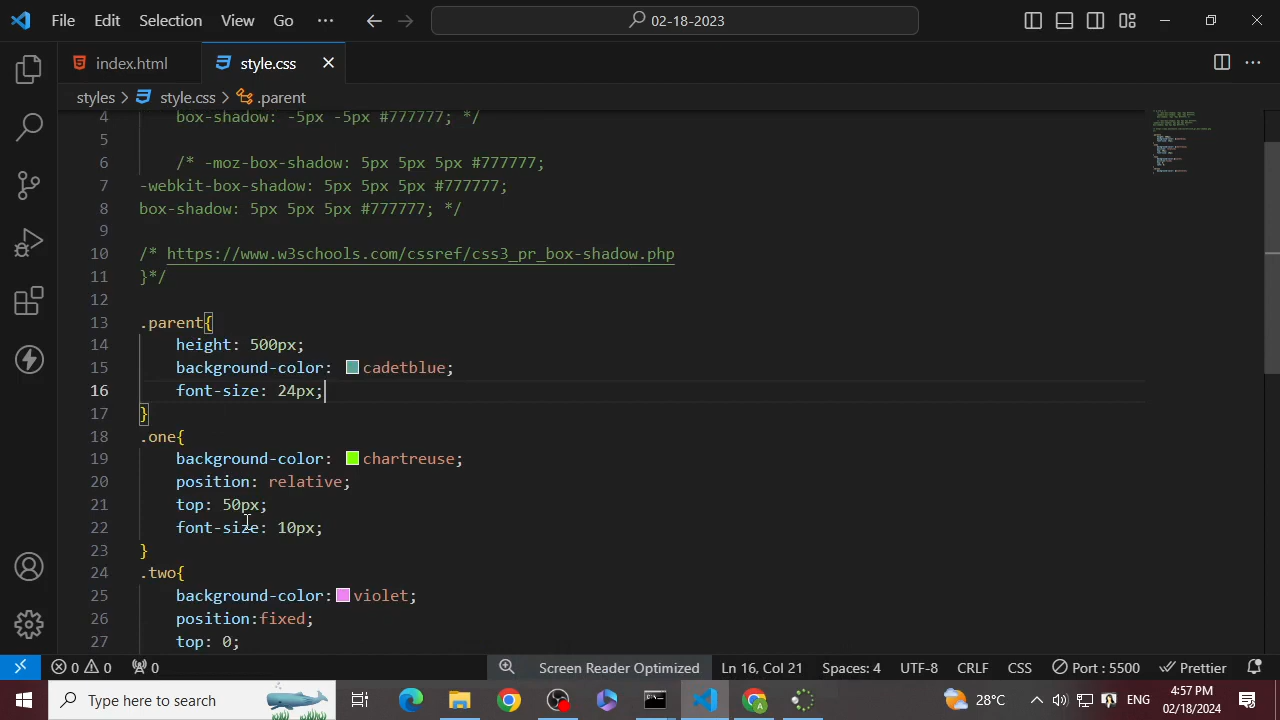 File Edit Selection View Go ... 02-18-2023
index.html style.css
styles > style.css > .parent
4 box-shadow: -5px -5px #777777; */
5
6 /* -moz-box-shadow: 5px 5px 5px #777777;
7 -webkit-box-shadow: 5px 5px 5px #777777;
8 box-shadow: 5px 5px 5px #777777; */
9
10 /* https://www.w3schools.com/cssref/css3_pr_box-shadow.php
11 }*/
12
13 .parent{
14 height: 500px;
15 background-color: cadetblue;
16 font-size: 24px;
17 }
18 .one{
19 background-color: chartreuse;
20 position: relative;
21 top: 50px;
22 font-size: 10px;
23 }
24 .two{
25 background-color: violet;
26 position:fixed;
27 top: 0;
0 0 0 Screen Reader Optimized Ln 16, Col 21 Spaces: 4 UTF-8 CRLF CSS Port : 5500 Prettier
Type here to search 28°C ENG 4:57 PM
02/18/2024